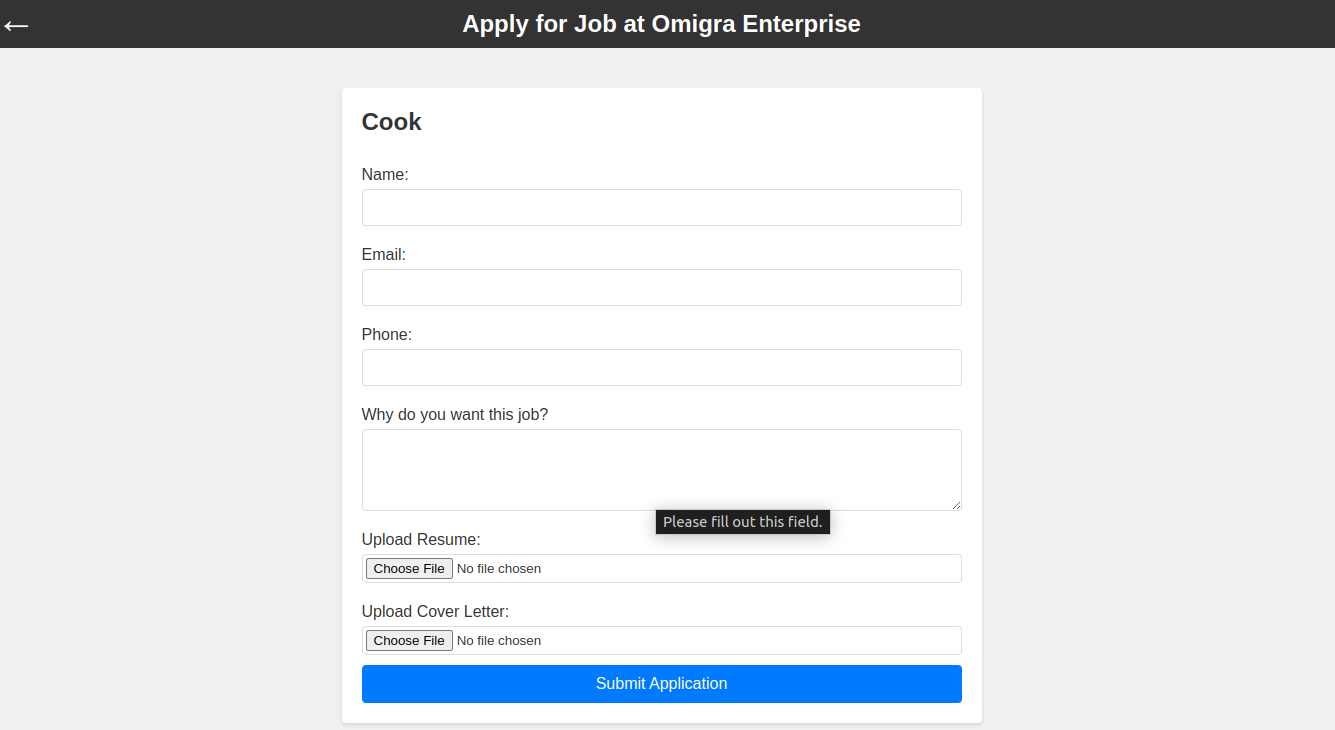 ← Apply for Job at Omigra Enterprise
Cook
Name:
Email:
Phone:
Why do you want this job?
Please fill out this field.
Upload Resume:
Choose File No file chosen
Upload Cover Letter:
Choose File No file chosen
Submit Application